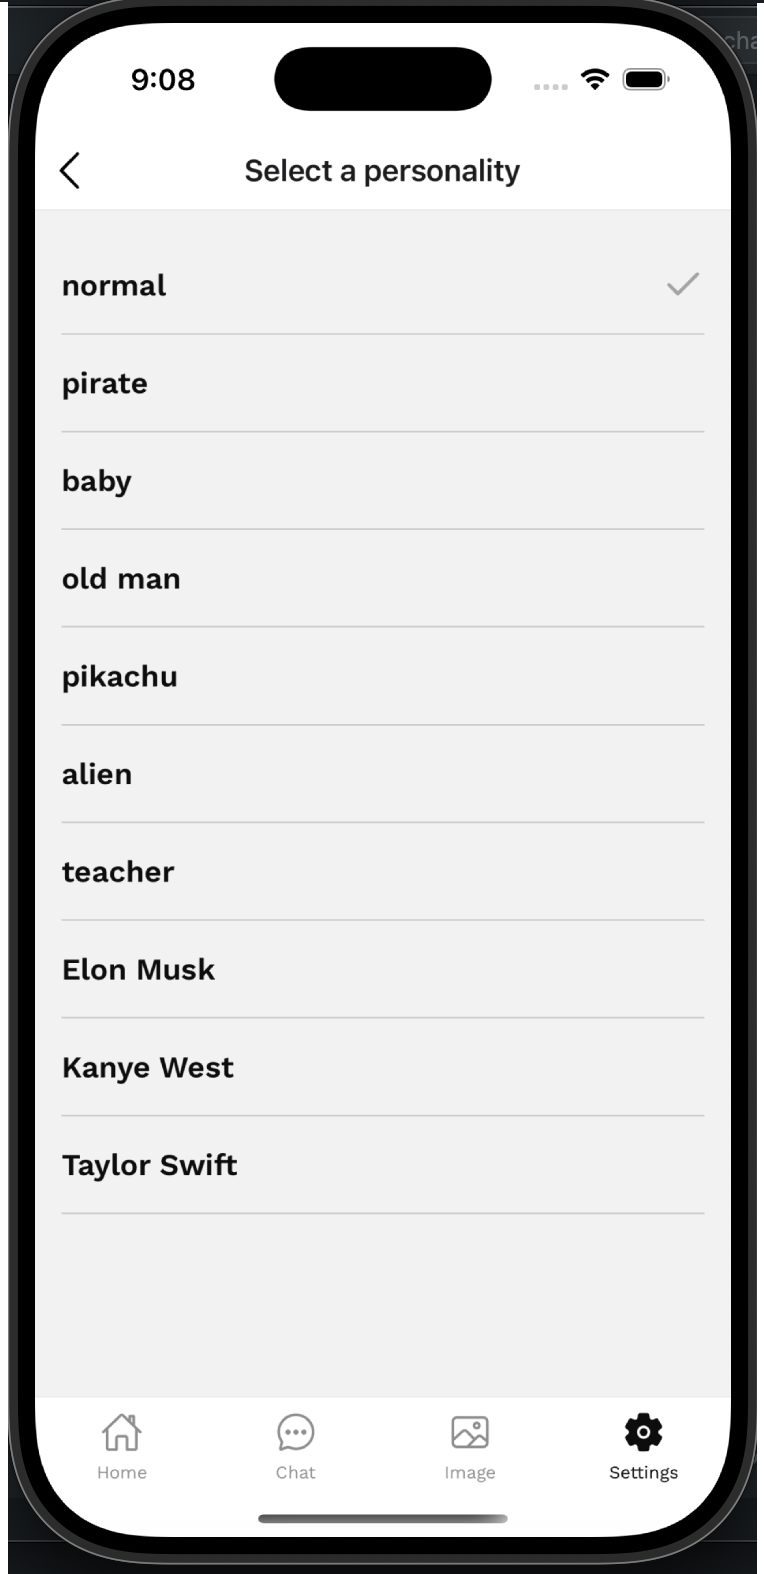 cha
9:08
Select a personality
normal
pirate
baby
old man
pikachu
alien
teacher
Elon Musk
Kanye West
Taylor Swift
Home Chat Image Settings